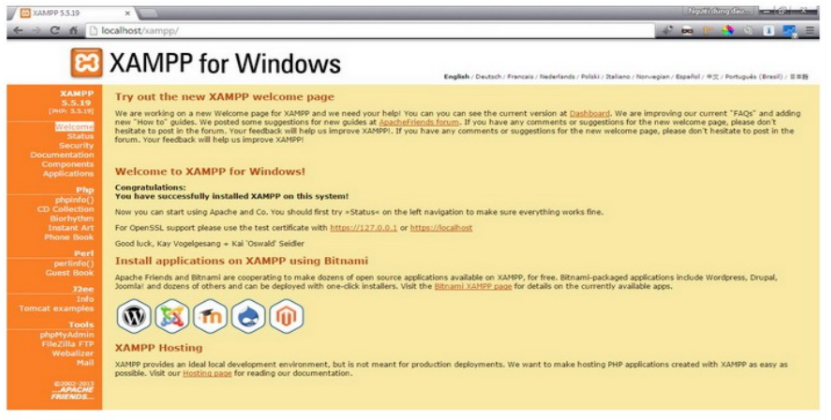 XAMPP 5.5.19
localhost/xampp/
XAMPP for Windows
English / Deutsch / Francais / Nederlands / Polski / Italiano / Norwegian / Español / 中文 / Português (Brasil) / 日本語
XAMPP
5.5.19
[PHP: 5.5.19]
Welcome
Status
Security
Documentation
Components
Applications
Php
phpinfo()
CD Collection
Biorhythm
Instant Art
Phone Book
Perl
perlinfo()
Guest Book
J2ee
Info
Tomcat examples
Tools
phpMyAdmin
FileZilla FTP
Webalizer
Mail
©2002-2013
...APACHE
FRIENDS...
Try out the new XAMPP welcome page
We are working on a new Welcome page for XAMPP and we need your help! You can you can see the current version at Dashboard. We are improving our current "FAQs" and adding
new "How to" guides. We posted some suggestions for new guides at ApacheFriends forum. If you have any comments or suggestions for the new welcome page, please don't
hesitate to post in the forum. Your feedback will help us improve XAMPP!. If you have any comments or suggestions for the new welcome page, please don't hesitate to post in the
forum. Your feedback will help us improve XAMPP!
Welcome to XAMPP for Windows!
Congratulations:
You have successfully installed XAMPP on this system!
Now you can start using Apache and Co. You should first try »Status« on the left navigation to make sure everything works fine.
For OpenSSL support please use the test certificate with https://127.0.0.1 or https://localhost
Good luck, Kay Vogelgesang + Kai 'Oswald' Seidler
Install applications on XAMPP using Bitnami
Apache Friends and Bitnami are cooperating to make dozens of open source applications available on XAMPP, for free. Bitnami-packaged applications include Wordpress, Drupal,
Joomla! and dozens of others and can be deployed with one-click installers. Visit the Bitnami XAMPP page for details on the currently available apps.
XAMPP Hosting
XAMPP provides an ideal local development environment, but is not meant for production deployments. We want to make hosting PHP applications created with XAMPP as easy as
possible. Visit our Hosting page for reading our documentation.